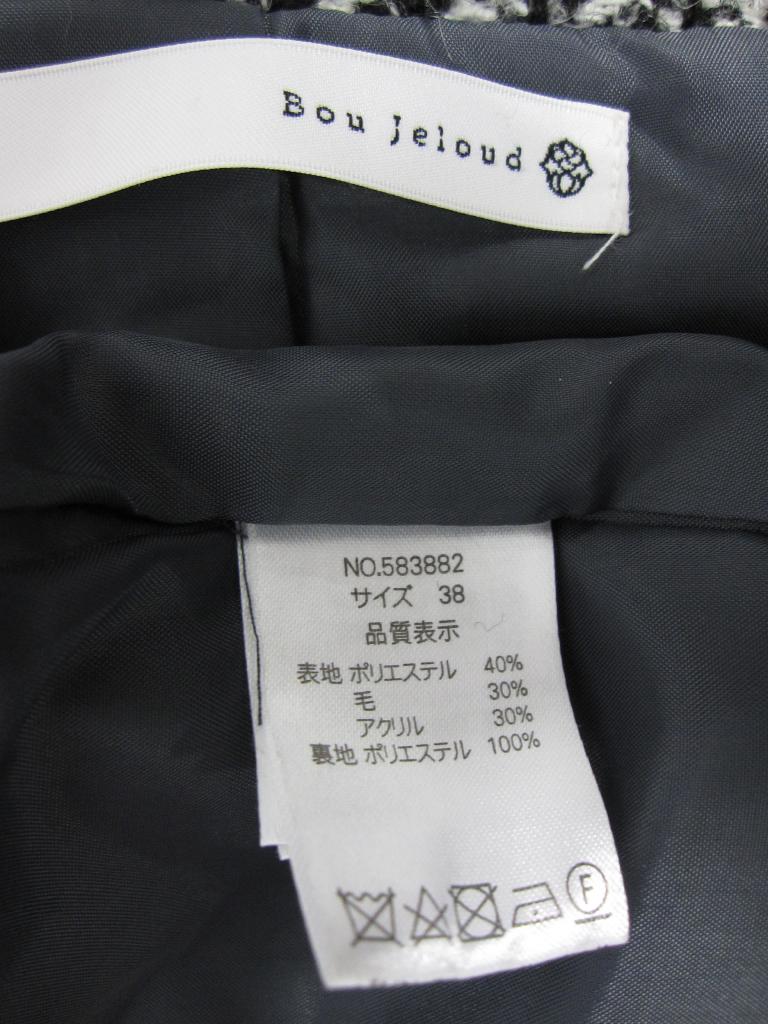 Bou Jeloud
NO.583882
サイズ 38
品質表示
表地 ポリエステル 40%
毛 30%
アクリル 30%
裏地 ポリエステル 100%
F